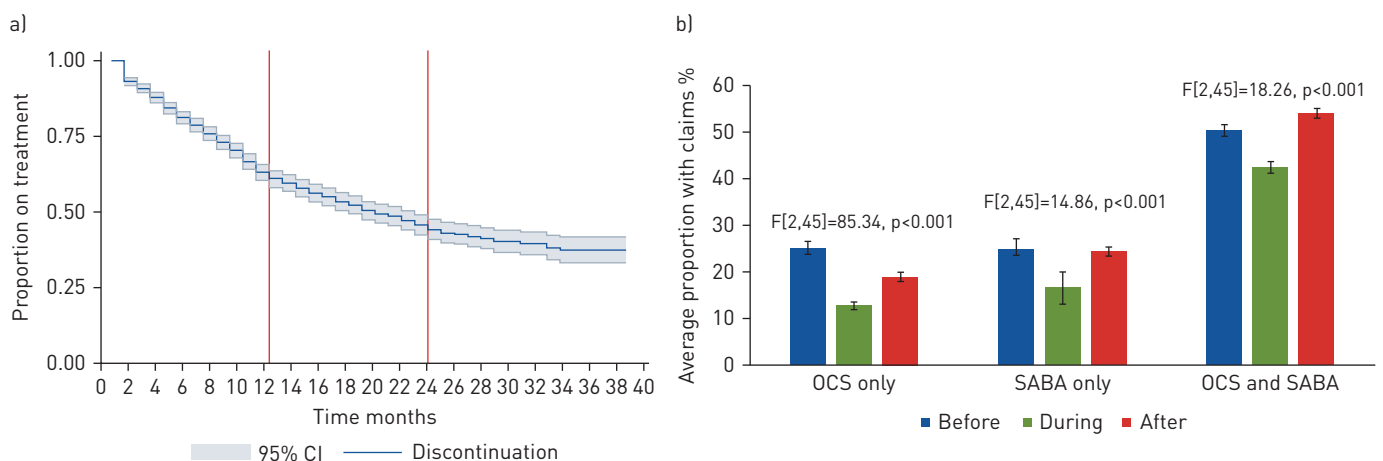 a)
1.00
0.75
0.50
0.25
0.00
Proportion on treatment
0 2 4 6 8 10 12 14 16 18 20 22 24 26 28 30 32 34 36 38 40
Time months
95% CI Discontinuation
b)
60
50
40
30
20
10
0
Average proportion with claims %
F[2,45]=85.34, p<0.001
F[2,45]=14.86, p<0.001
F[2,45]=18.26, p<0.001
OCS only SABA only OCS and SABA
Before During After